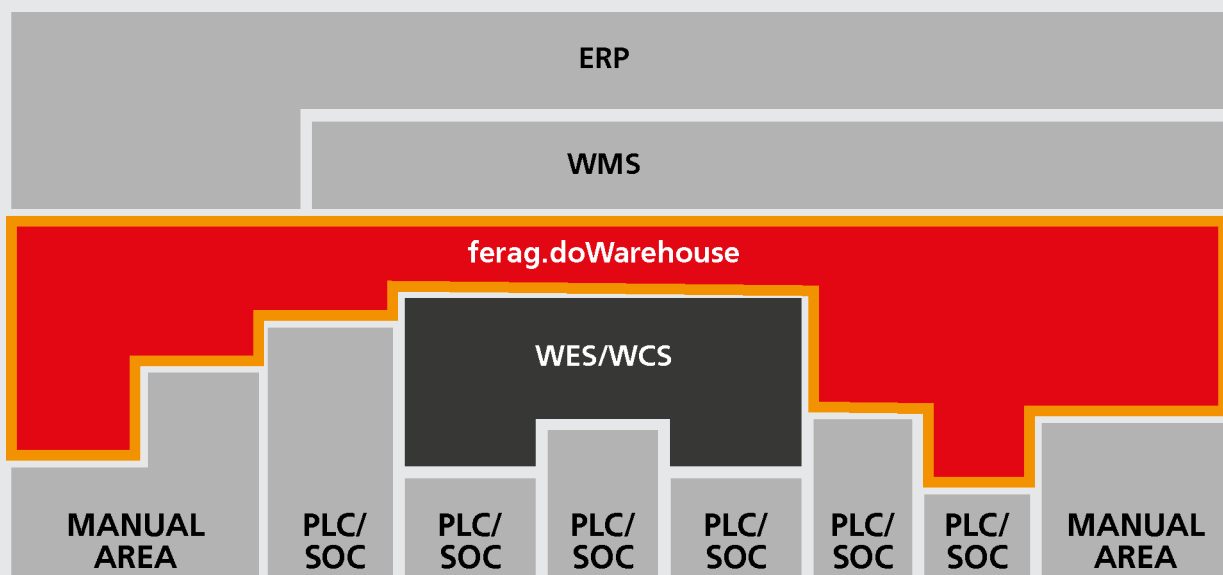 ERP
WMS
ferag.doWarehouse
WES/WCS
MANUAL
AREA
PLC/
SOC
PLC/
SOC
PLC/
SOC
PLC/
SOC
PLC/
SOC
PLC/
SOC
MANUAL
AREA